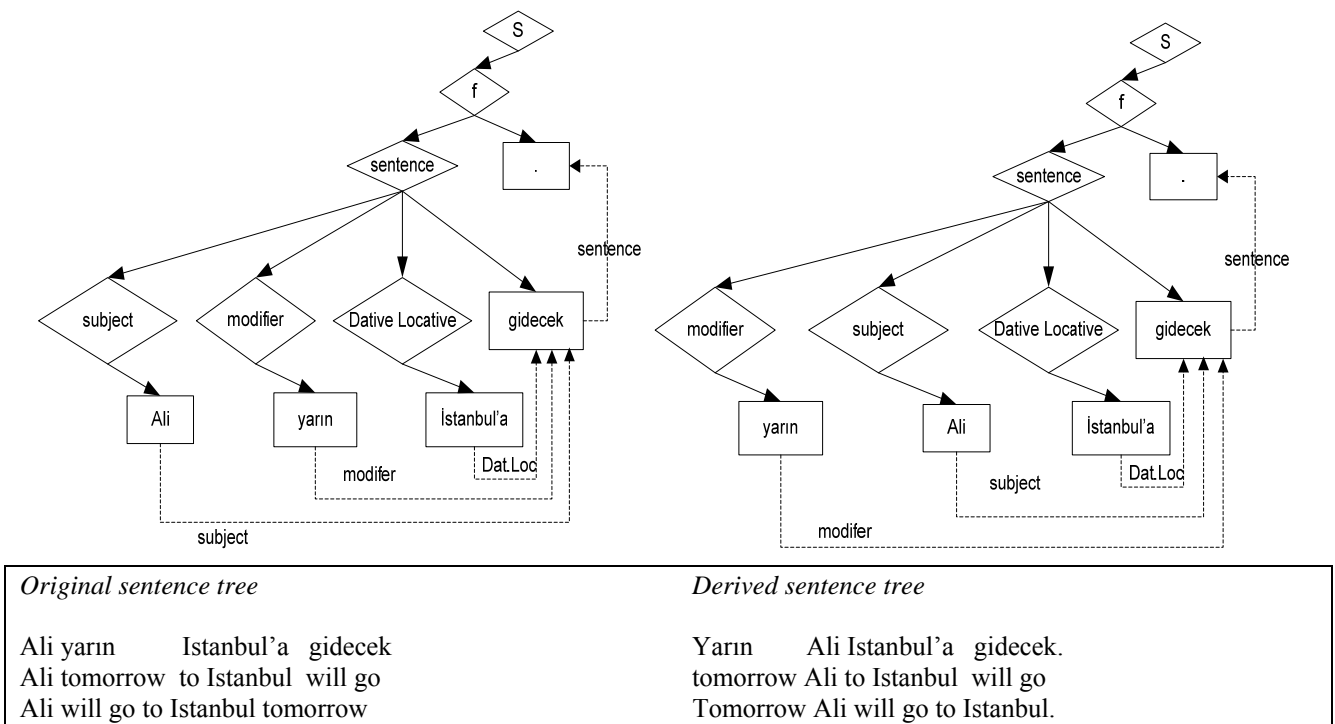 S
f
sentence
.
sentence
subject
modifier
Dative Locative
gidecek
Ali
yarın
İstanbul'a
Dat.Loc
modifer
subject
S
f
sentence
.
sentence
modifier
subject
Dative Locative
gidecek
yarın
Ali
İstanbul'a
Dat.Loc
subject
modifer
Original sentence tree
Ali yarın Istanbul’a gidecek
Ali tomorrow to Istanbul will go
Ali will go to Istanbul tomorrow
Derived sentence tree
Yarın Ali Istanbul’a gidecek.
tomorrow Ali to Istanbul will go
Tomorrow Ali will go to Istanbul.